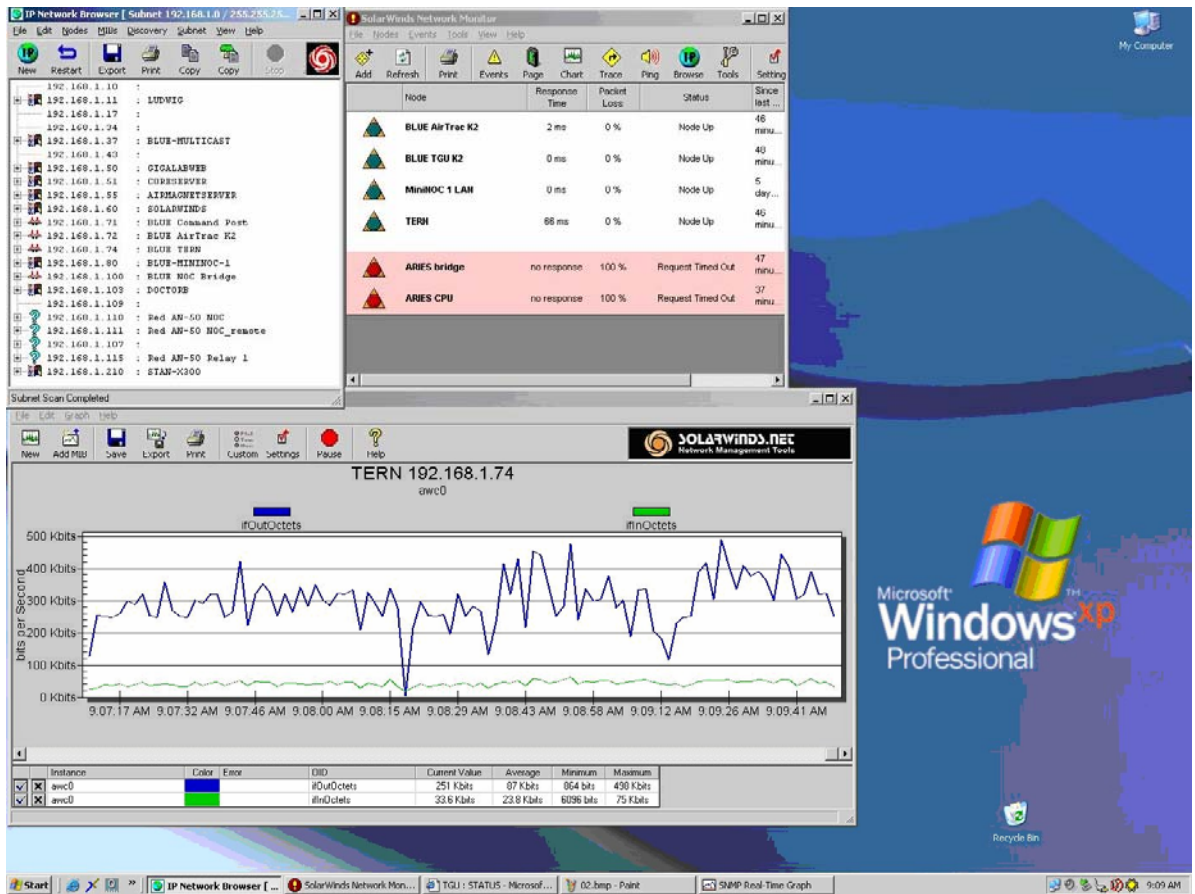 IP Network Browser [ Subnet 192.168.1.0 / 255.255.25...
File Edit Nodes MIBs Discovery Subnet View Help
New Restart Export Print Copy Copy Stop
192.168.1.10 :
192.168.1.11 : LUDWIG
192.168.1.17 :
192.168.1.34 :
192.168.1.37 : BLUE-MULTICAST
192.168.1.43 :
192.168.1.50 : GIGALABWEB
192.168.1.51 : CORESERVER
192.168.1.55 : AIRMAGNETSERVER
192.168.1.60 : SOLARWINDS
192.168.1.71 : BLUE Command Post
192.168.1.72 : BLUE AirTrac K2
192.168.1.74 : BLUE TERN
192.168.1.80 : BLUE-MININOC-1
192.168.1.100 : BLUE NOC Bridge
192.168.1.103 : DOCTORB
192.168.1.109 :
192.168.1.110 : Red AN-50 NOC
192.168.1.111 : Red AN-50 NOC_remote
192.168.1.107 :
192.168.1.115 : Red AN-50 Relay 1
192.168.1.210 : STAN-X300
Subnet Scan Completed
SolarWinds Network Monitor
File Nodes Events Tools View Help
Add Refresh Print Events Page Chart Trace Ping Browse Tools Setting
Node Response Time Packet Loss Status Since last ...
BLUE AirTrac K2 2 ms 0 % Node Up 46 minu...
BLUE TGU K2 0 ms 0 % Node Up 48 minu...
MiniNOC 1 LAN 0 ms 0 % Node Up 5 day...
TERN 66 ms 0 % Node Up 46 minu...
ARIES bridge no response 100 % Request Timed Out 47 minu...
ARIES CPU no response 100 % Request Timed Out 37 minu...
My Computer
File Edit Graph Help
New Add MIB Save Export Print Custom Settings Pause Help
SOLARWINDS.NET
Network Management Tools
TERN 192.168.1.74
awc0
ifOutOctets ifInOctets
bits per Second
500 Kbits
400 Kbits
300 Kbits
200 Kbits
100 Kbits
0 Kbits
9:07:17 AM 9:07:32 AM 9:07:46 AM 9:08:00 AM 9:08:15 AM 9:08:29 AM 9:08:43 AM 9:08:58 AM 9:09:12 AM 9:09:26 AM 9:09:41 AM
Instance Color Error OID Current Value Average Minimum Maximum
awc0 ifOutOctets 251 Kbits 87 Kbits 864 bits 490 Kbits
awc0 ifInOctets 33.6 Kbits 23.8 Kbits 6096 bits 75 Kbits
Microsoft
Windows xp TM
Professional
Recycle Bin
Start » IP Network Browser [ ... SolarWinds Network Mon... TGU : STATUS - Microsof... 02.bmp - Paint SNMP Real-Time Graph 9:09 AM